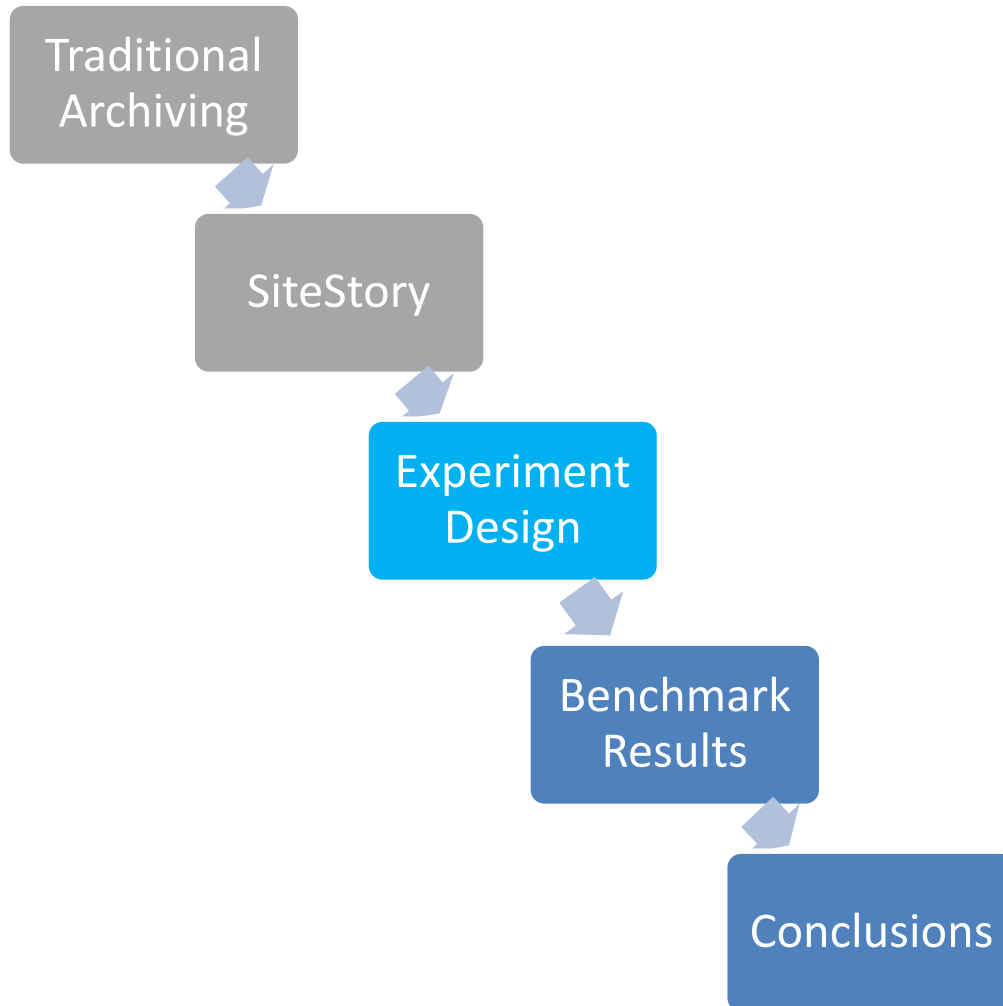 Traditional
Archiving
SiteStory
Experiment
Design
Benchmark
Results
Conclusions